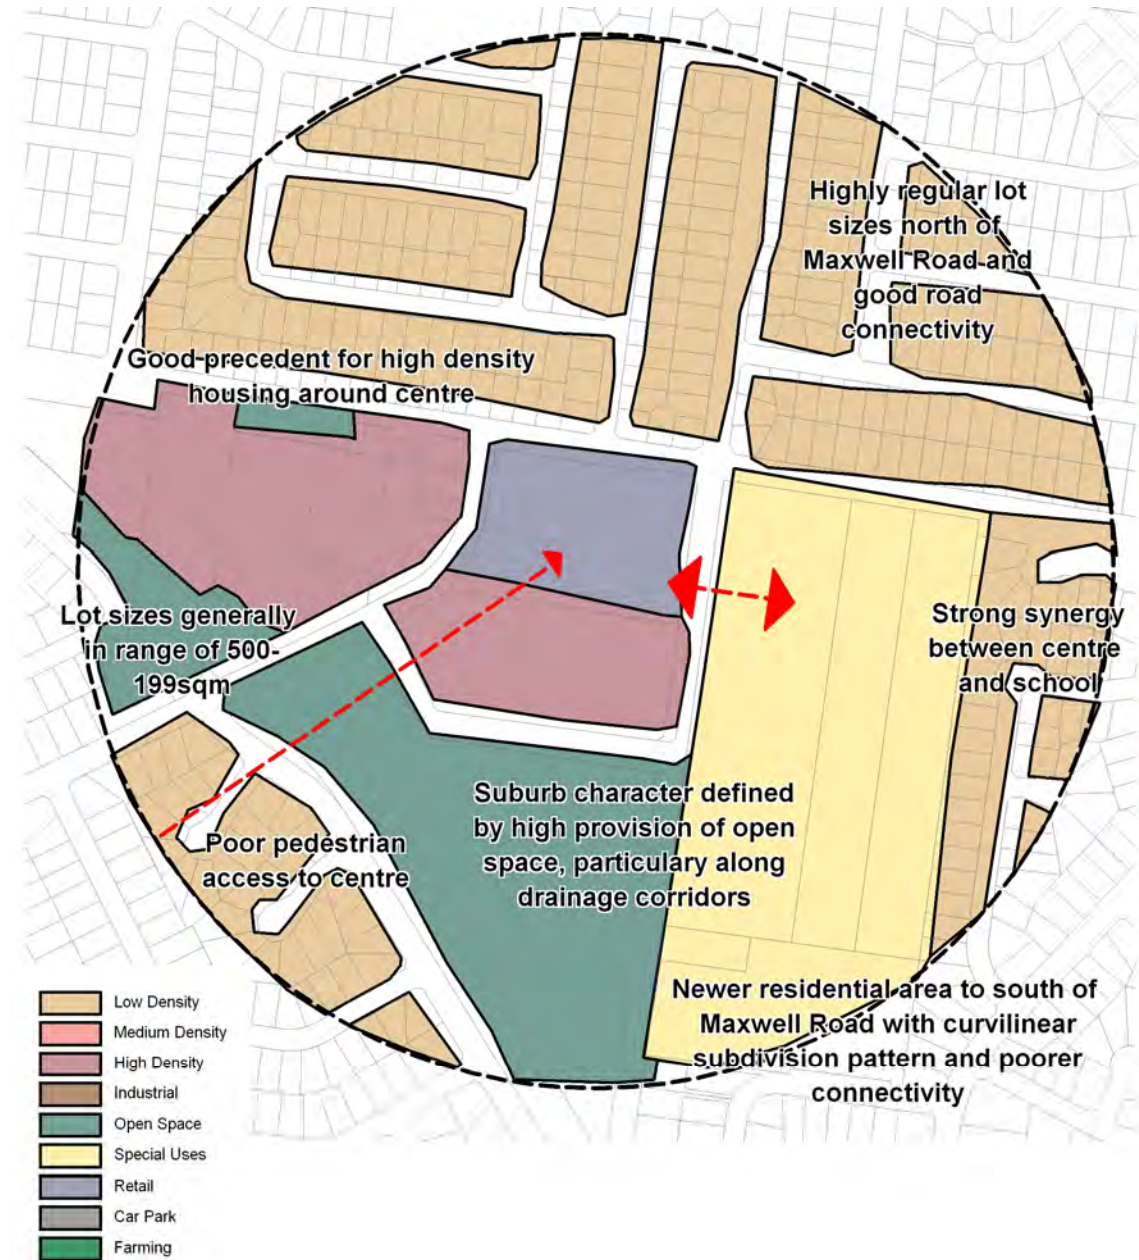 Highly regular lot
sizes north of
Maxwell Road and
good road
connectivity
Good precedent for high density
housing around centre
Lot sizes generally
in range of 500-
199sqm
Strong synergy
between centre
and school
Suburb character defined
by high provision of open
space, particulary along
drainage corridors
Poor pedestrian
access to centre
Newer residential area to south of
Maxwell Road with curvilinear
subdivision pattern and poorer
connectivity
Low Density
Medium Density
High Density
Industrial
Open Space
Special Uses
Retail
Car Park
Farming